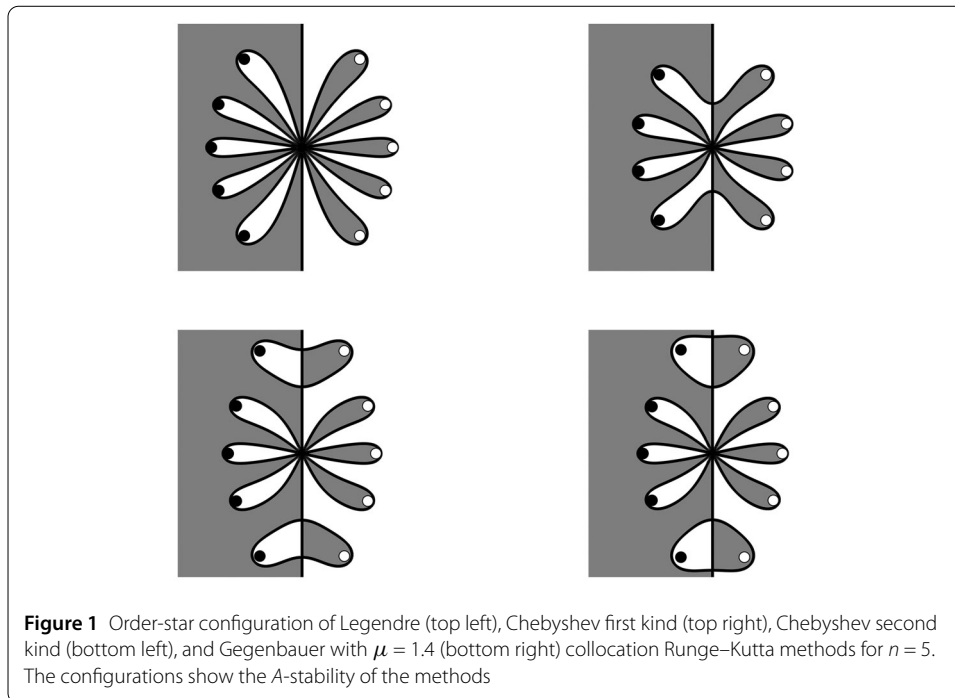 Figure 1 Order-star configuration of Legendre (top left), Chebyshev first kind (top right), Chebyshev second
kind (bottom left), and Gegenbauer with μ = 1.4 (bottom right) collocation Runge–Kutta methods for n = 5.
The configurations show the A-stability of the methods